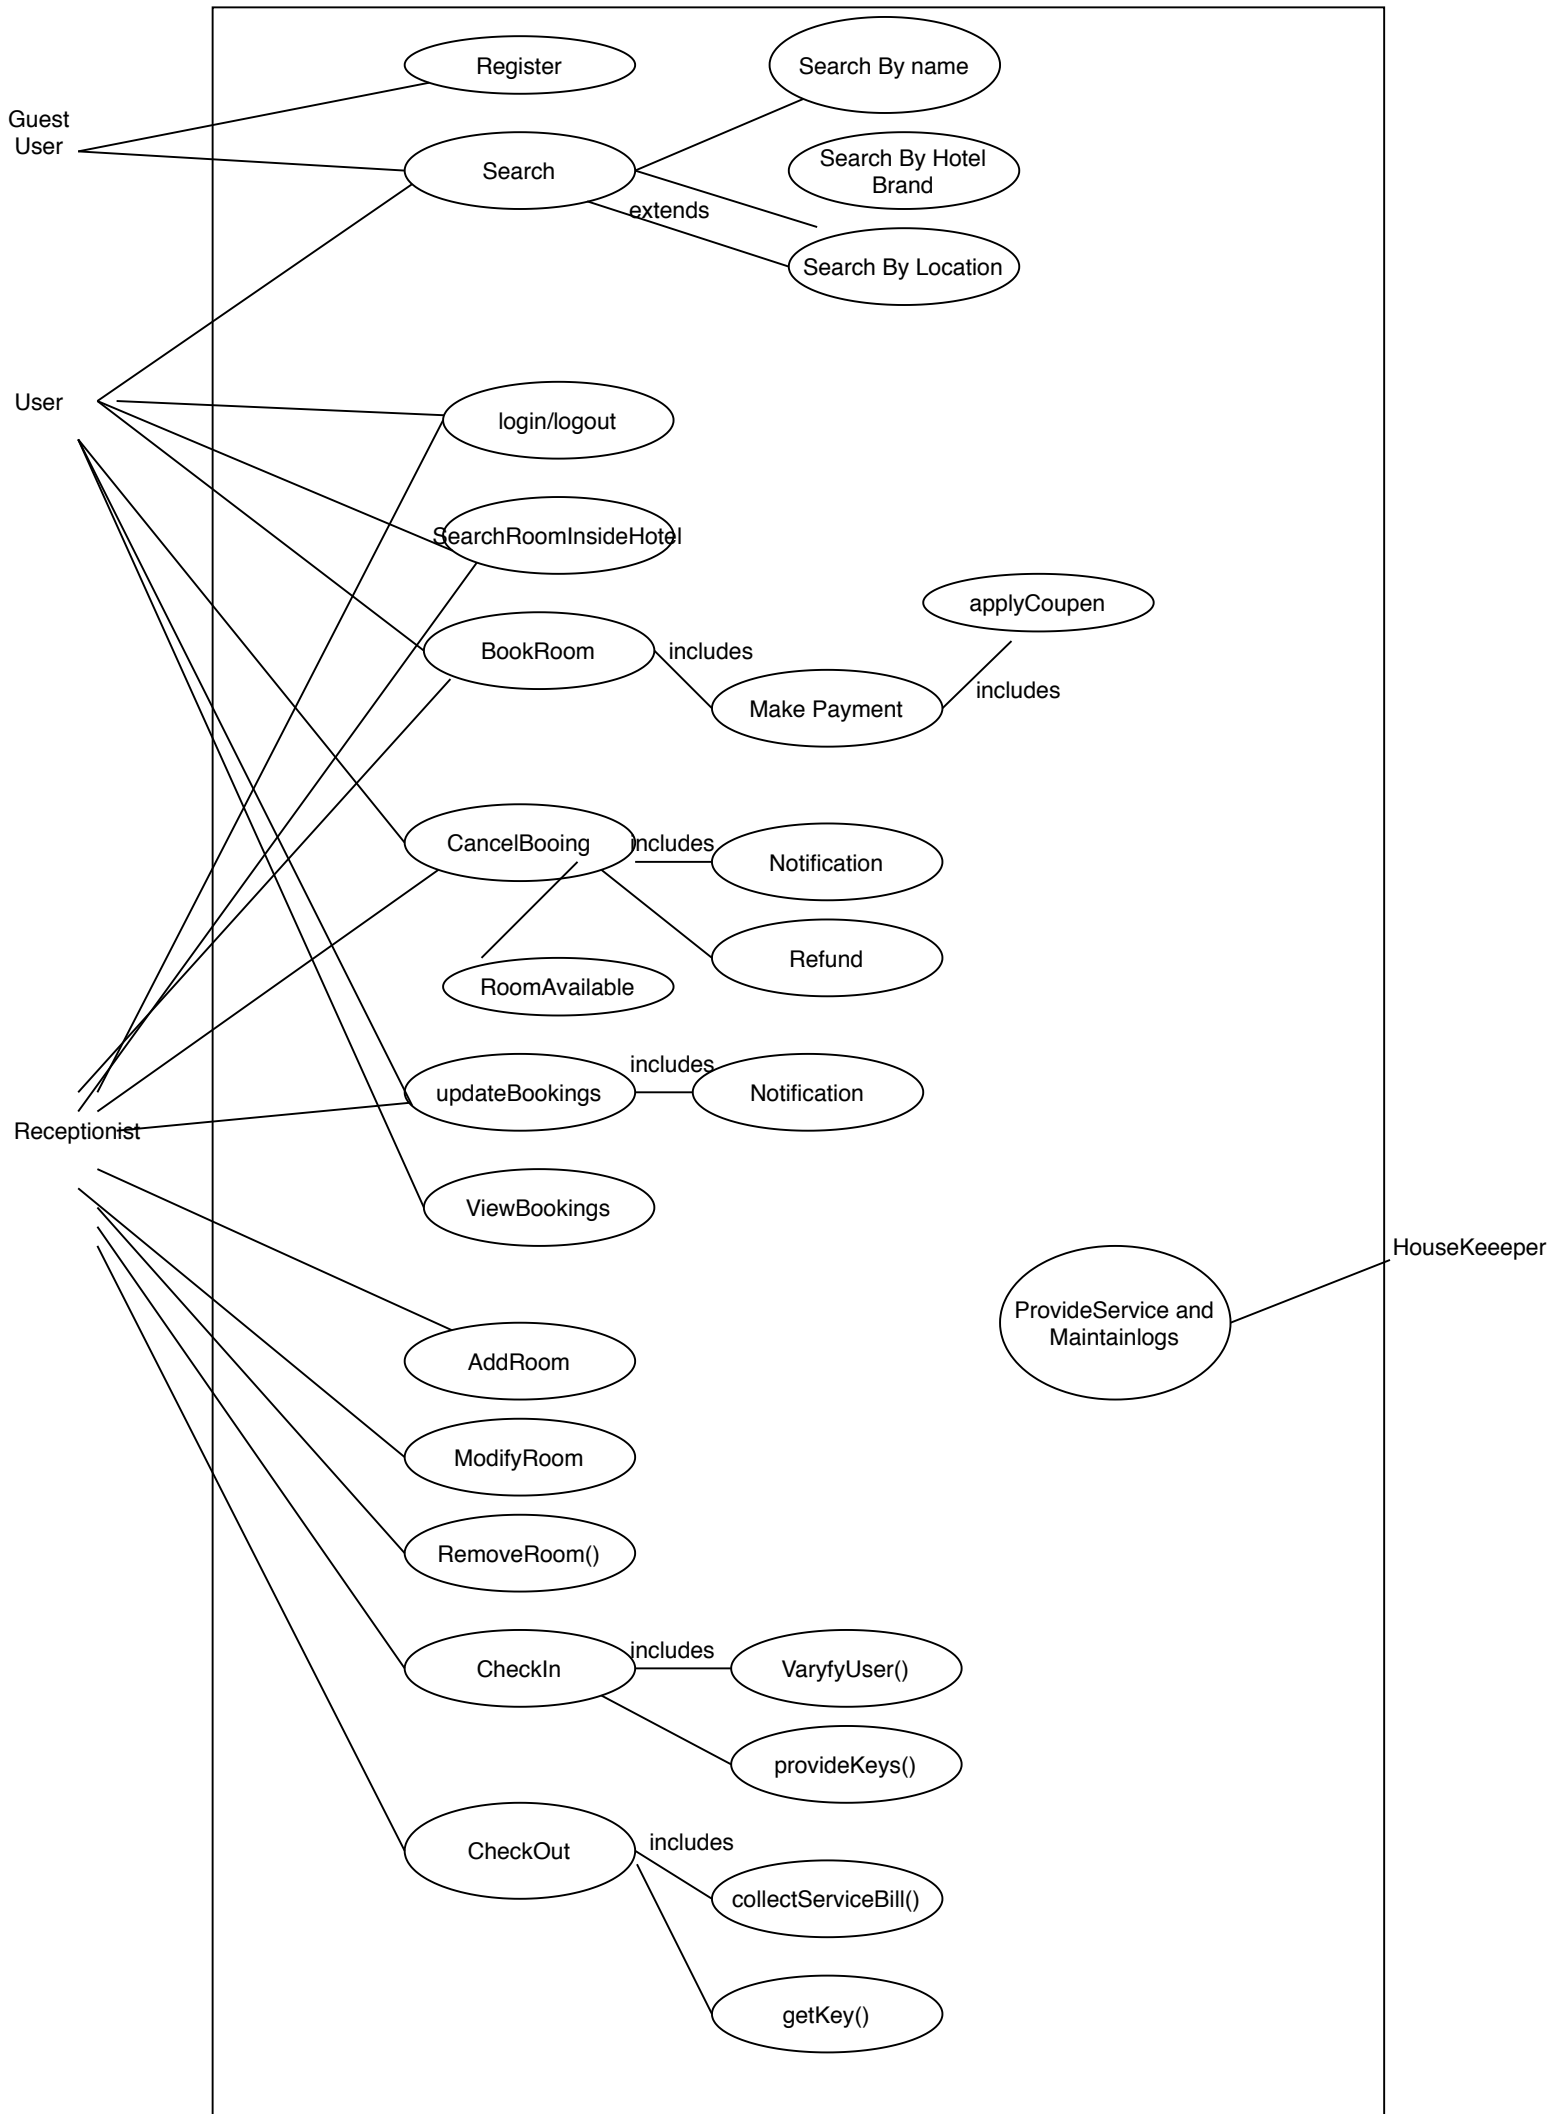 Register
Search By name
Guest
User
Search
Search By Hotel
Brand
extends
Search By Location
User
login/logout
SearchRoomInsideHotel
applyCoupen
BookRoom
includes
includes
Make Payment
CancelBooing
includes
Notification
Refund
RoomAvailable
includes
updateBookings
Notification
Receptionist
ViewBookings
HouseKeeeper
ProvideService and
Maintainlogs
AddRoom
ModifyRoom
RemoveRoom()
includes
CheckIn
VaryfyUser()
provideKeys()
includes
CheckOut
collectServiceBill()
getKey()